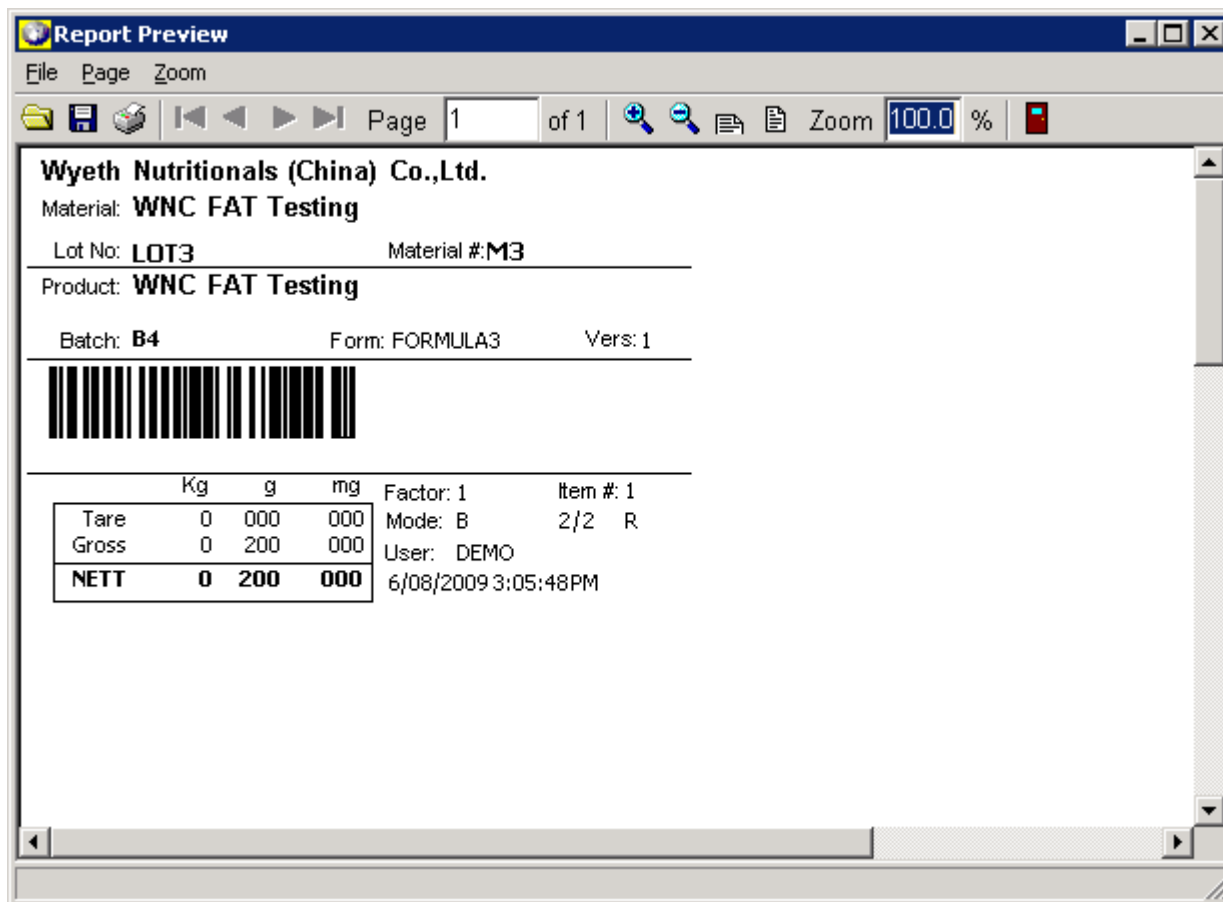 Report Preview
File Page Zoom
Page 1 of 1 Zoom 100.0 %
Wyeth Nutritionals (China) Co.,Ltd.
Material: WNC FAT Testing
Lot No: LOT3 Material #:M3
Product: WNC FAT Testing
Batch: B4 Form: FORMULA3 Vers: 1
Kg g mg Factor: 1 Item #: 1
Tare 0 000 000 Mode: B 2/2 R
Gross 0 200 000 User: DEMO
NETT 0 200 000 6/08/2009 3:05:48PM